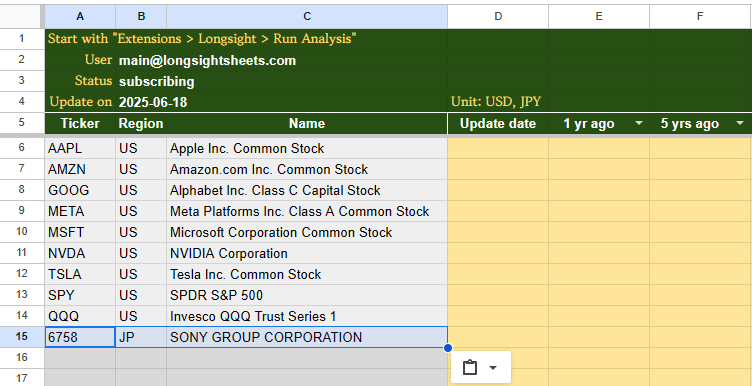 A B C D E F
1 Start with "Extensions > Longsight > Run Analysis"
2 User main@longsightsheets.com
3 Status subscribing
4 Update on 2025-06-18 Unit: USD, JPY
5 Ticker Region Name Update date 1 yr ago 5 yrs ago
6 AAPL US Apple Inc. Common Stock
7 AMZN US Amazon.com Inc. Common Stock
8 GOOG US Alphabet Inc. Class C Capital Stock
9 META US Meta Platforms Inc. Class A Common Stock
10 MSFT US Microsoft Corporation Common Stock
11 NVDA US NVIDIA Corporation
12 TSLA US Tesla Inc. Common Stock
13 SPY US SPDR S&P 500
14 QQQ US Invesco QQQ Trust Series 1
15 6758 JP SONY GROUP CORPORATION
16
17